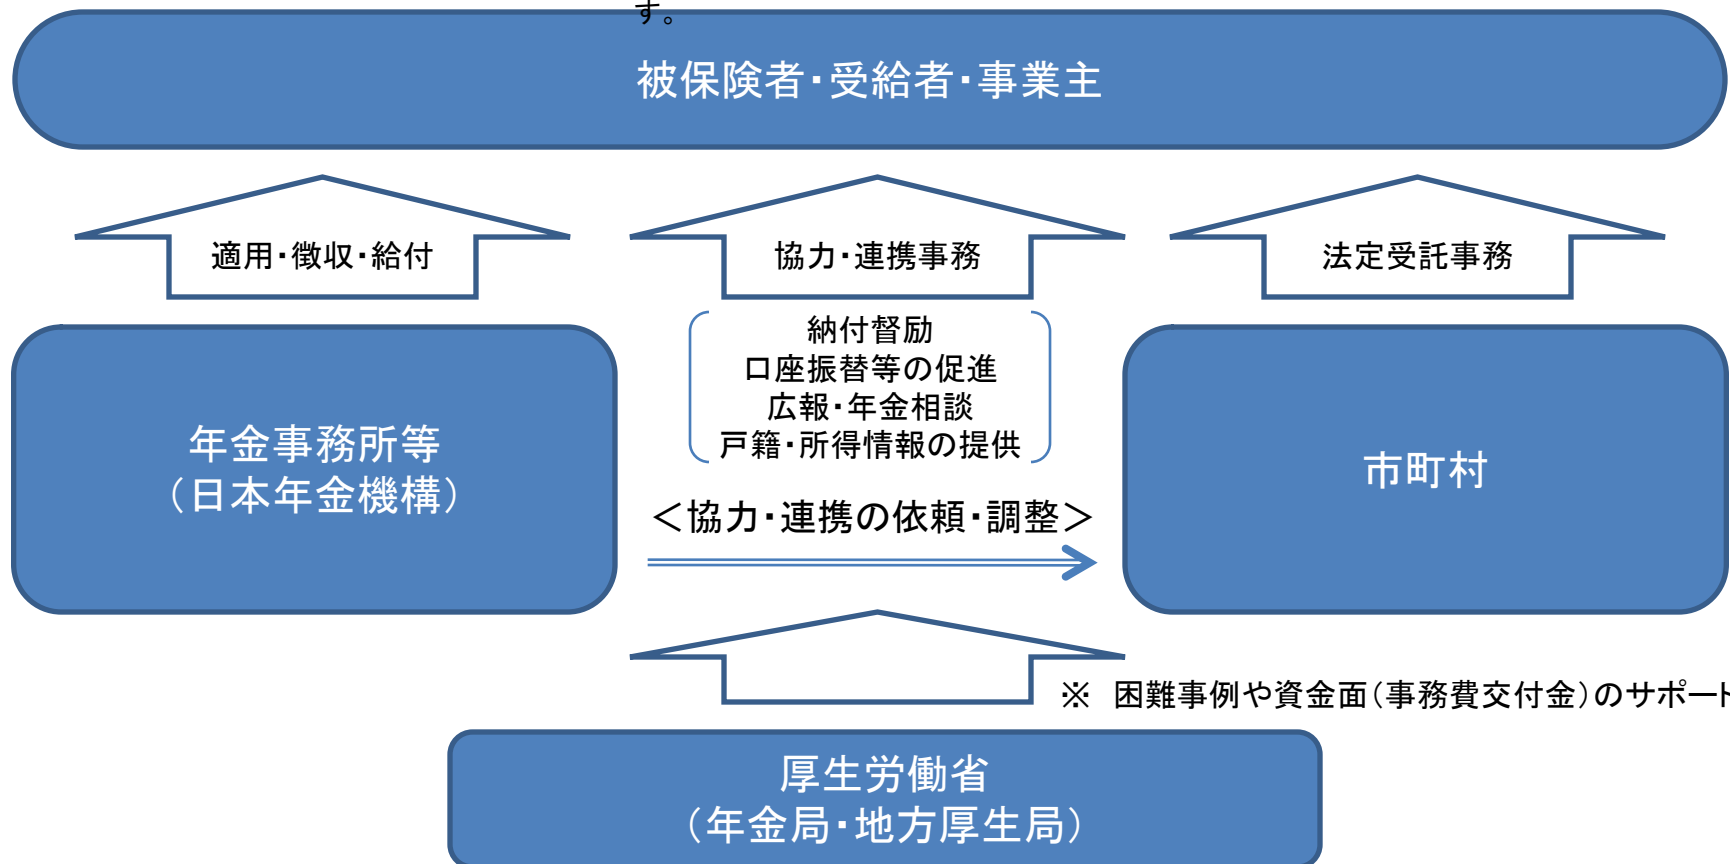 す。
被保険者・受給者・事業主
適用・徴収・給付
協力・連携事務
法定受託事務
納付督励
口座振替等の促進
広報・年金相談
戸籍・所得情報の提供
年金事務所等
（日本年金機構）
＜協力・連携の依頼・調整＞
市町村
※　困難事例や資金面（事務費交付金）のサポート
厚生労働省
（年金局・地方厚生局）